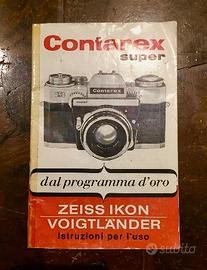 Contarex
super
Contarex
dal programma d'oro
ZEISS IKON
VOIGTLÄNDER
Istruzioni per l'uso
subito